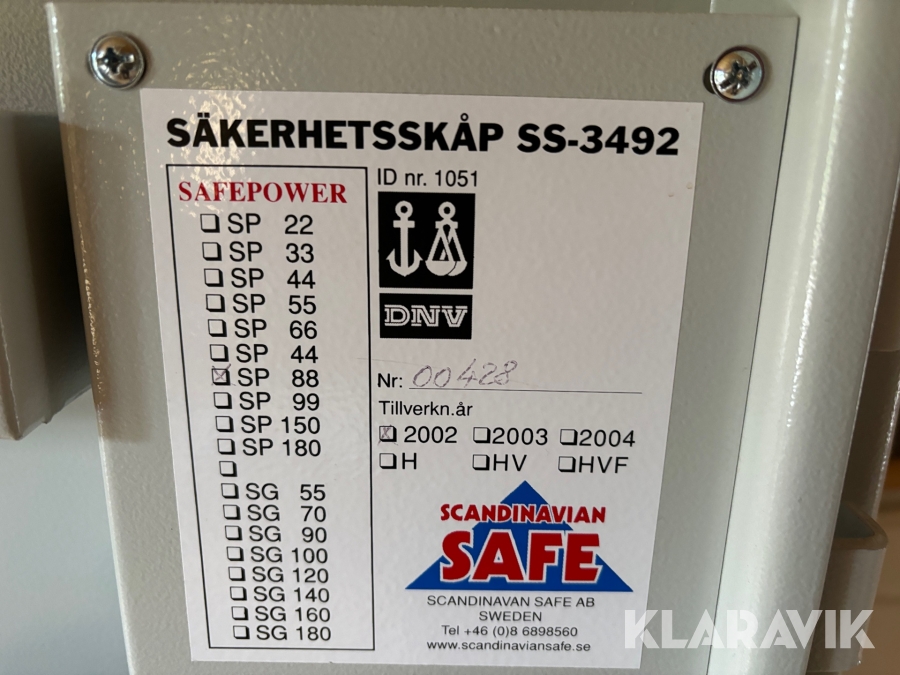 SÄKERHETSSKÅP SS-3492
SAFEPOWER
SP 22
SP 33
SP 44
SP 55
SP 66
SP 44
SP 88
SP 99
SP 150
SP 180
SG 55
SG 70
SG 90
SG 100
SG 120
SG 140
SG 160
SG 180
ID nr. 1051
DNV
Nr: 00428
Tillverkn.år
2002 2003 2004
H HV HVF
SCANDINAVIAN
SAFE
SCANDINAVAN SAFE AB
SWEDEN
Tel +46 (0)8 6898560
www.scandinaviansafe.se
KLARAVIK